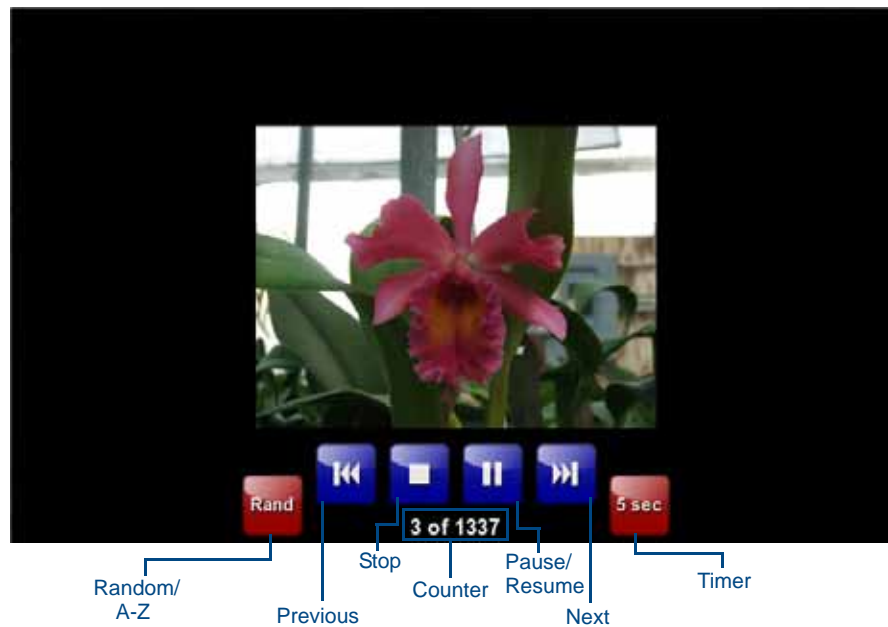 Rand
5 sec
3 of 1337
Stop
Pause/
Resume
Counter
Timer
Random/
A-Z
Previous
Next